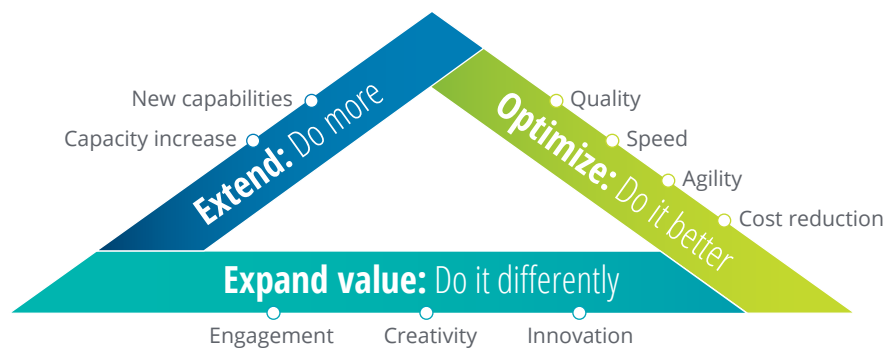 New capabilities
Capacity increase
Extend: Do more
Optimize: Do it better
Quality
Speed
Agility
Cost reduction
Expand value: Do it differently
Engagement
Creativity
Innovation